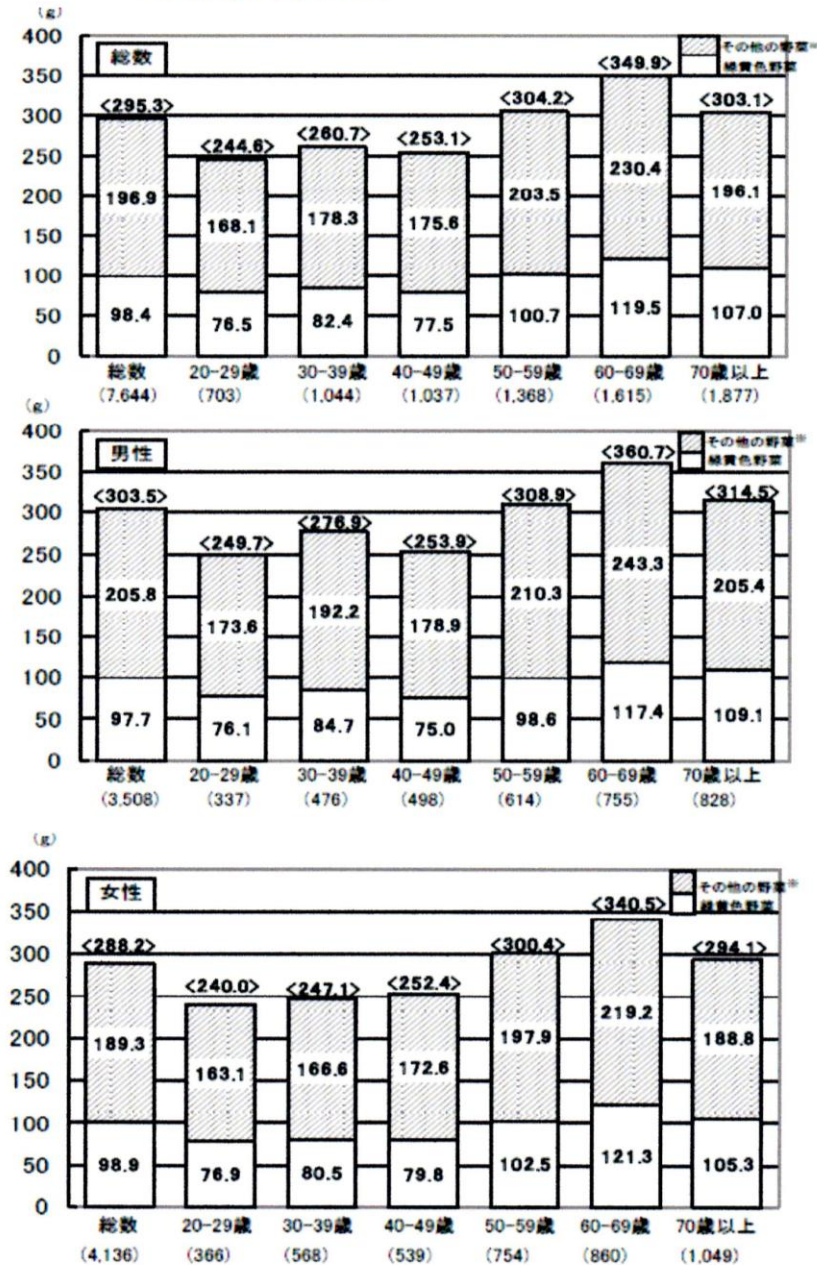 (g)
400 総数 その他の野菜※
350 <349.9> 緑黄色野菜
300 <295.3> <304.2> <303.1>
250 <244.6> <260.7> <253.1>
200 196.9 168.1 178.3 175.6 203.5 230.4 196.1
150
100
50 98.4 76.5 82.4 77.5 100.7 119.5 107.0
0
総数 20-29歳 30-39歳 40-49歳 50-59歳 60-69歳 70歳以上
(7,644) (703) (1,044) (1,037) (1,368) (1,615) (1,877)
(g)
400 男性 その他の野菜※
350 <360.7> 緑黄色野菜
300 <303.5> <276.9> <308.9> <314.5>
250 <249.7> <253.9>
200 205.8 173.6 192.2 178.9 210.3 243.3 205.4
150
100
50 97.7 76.1 84.7 75.0 98.6 117.4 109.1
0
総数 20-29歳 30-39歳 40-49歳 50-59歳 60-69歳 70歳以上
(3,508) (337) (476) (498) (614) (755) (828)
(g)
400 女性 その他の野菜※
350 <340.5> 緑黄色野菜
300 <288.2> <300.4> <294.1>
250 <240.0> <247.1> <252.4>
200 189.3 163.1 166.6 172.6 197.9 219.2 188.8
150
100
50 98.9 76.9 80.5 79.8 102.5 121.3 105.3
0
総数 20-29歳 30-39歳 40-49歳 50-59歳 60-69歳 70歳以上
(4,136) (366) (568) (539) (754) (860) (1,049)